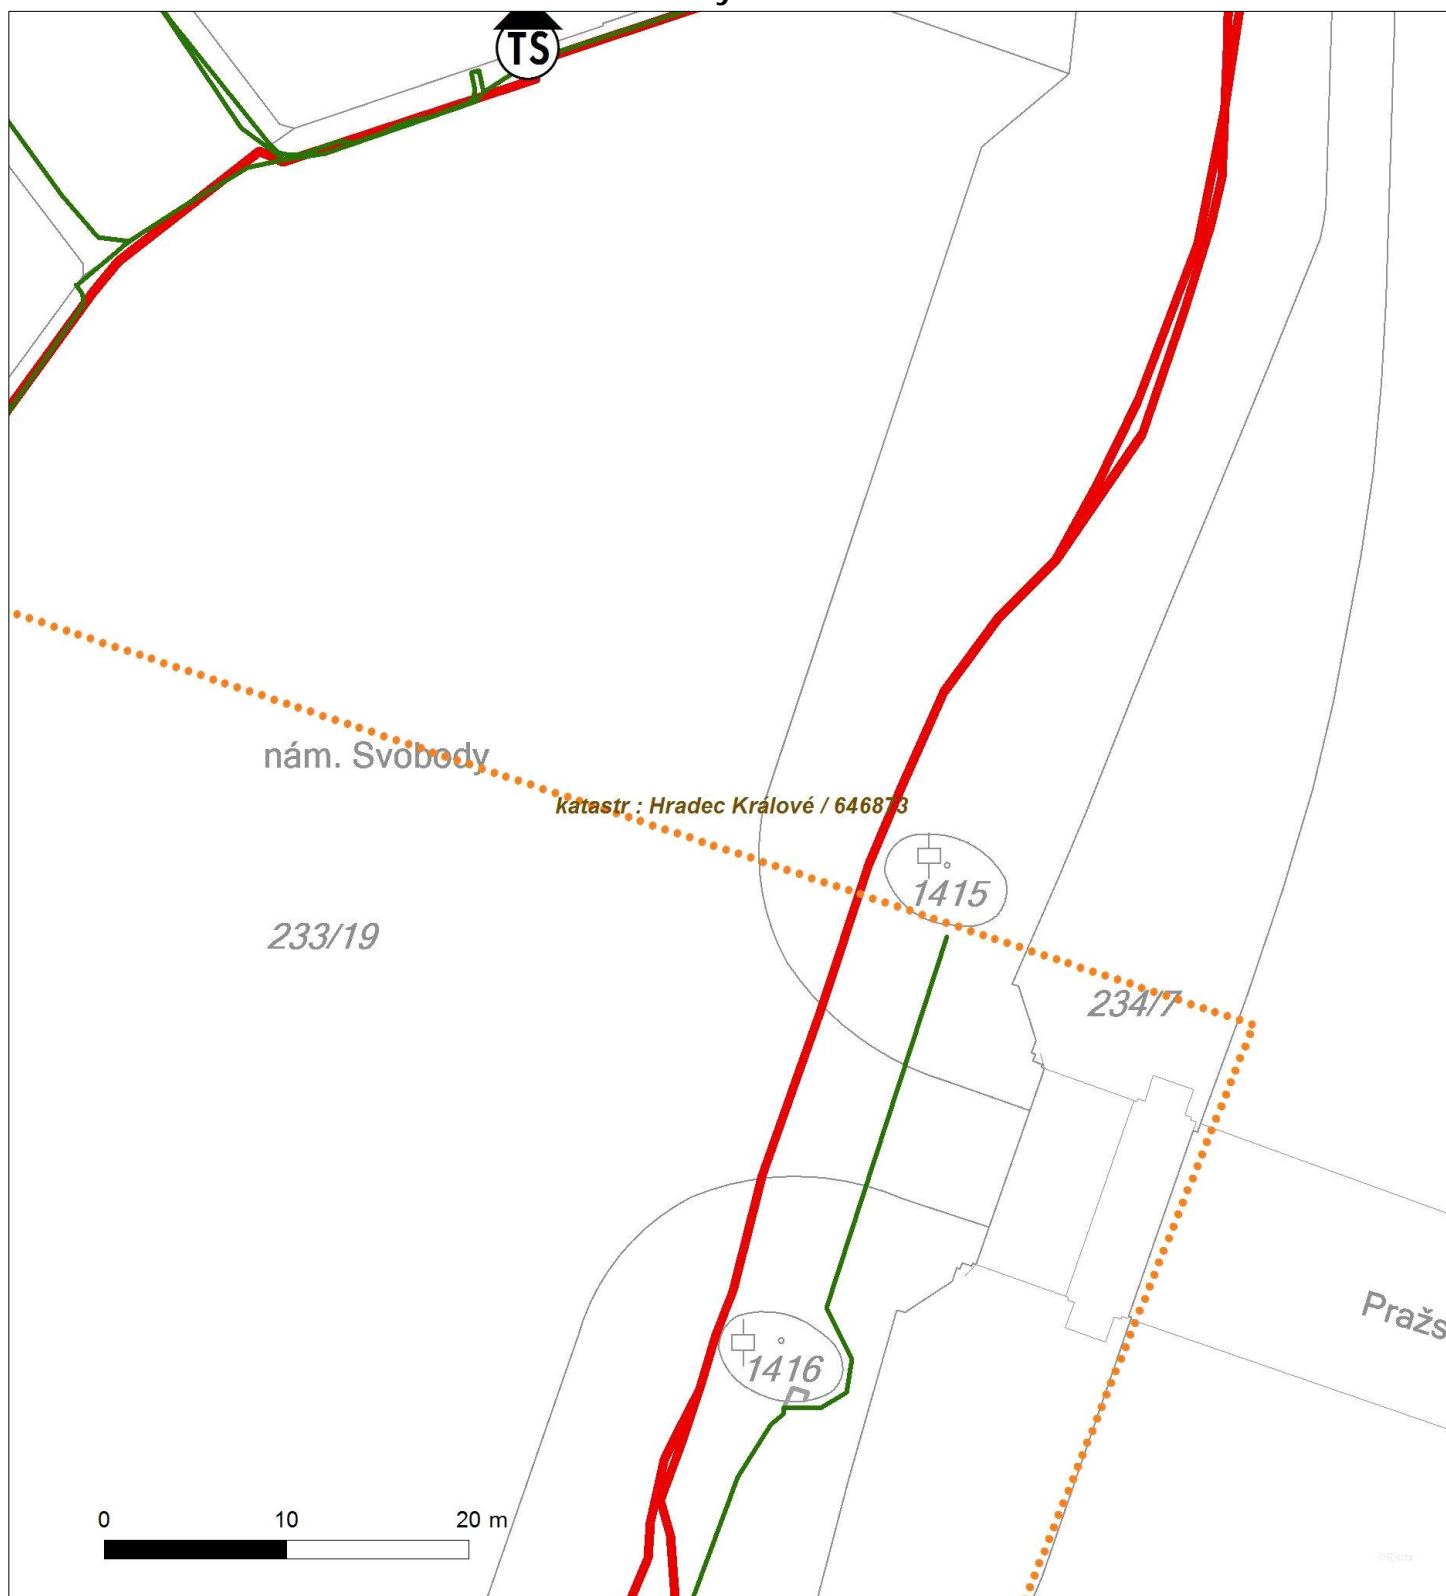 TS
nám. Svobody
katastr : Hradec Králové / 646873
1415
233/19
234/7
Pražs
1416
0 10 20 m